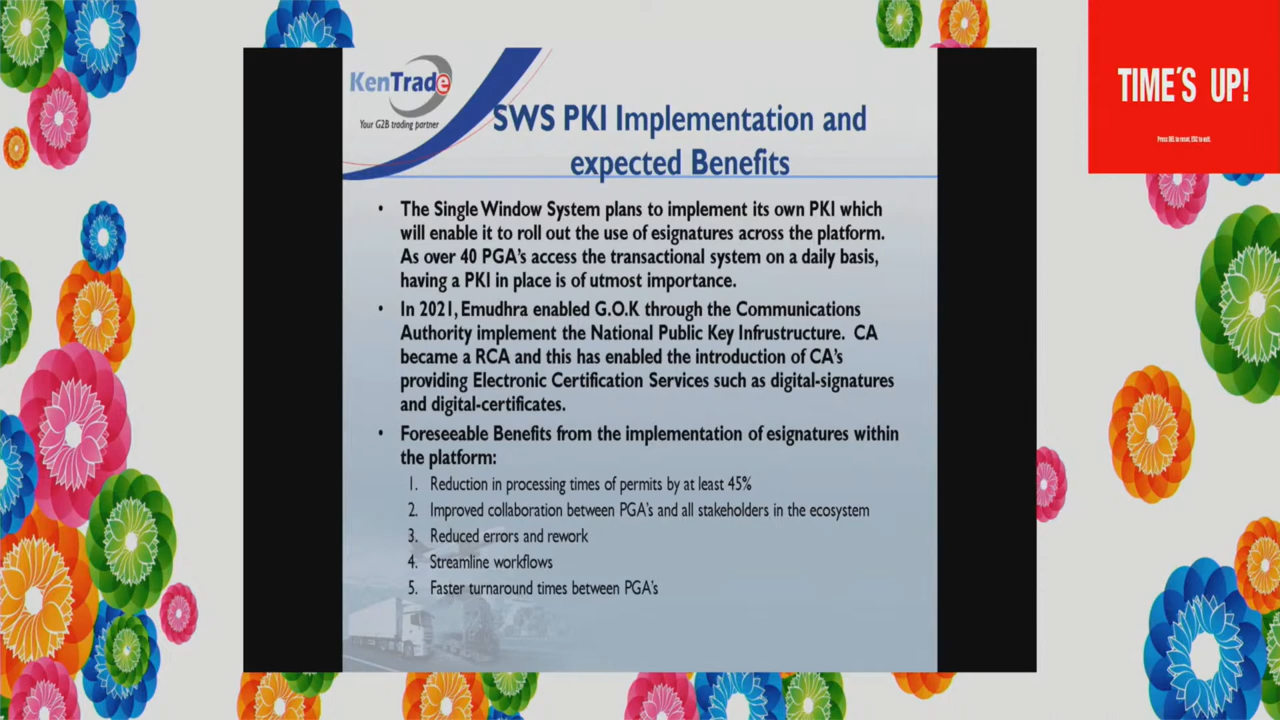 KenTrade
Your G2B trading partner
SWS PKI Implementation and
expected Benefits
• The Single Window System plans to implement its own PKI which
will enable it to roll out the use of esignatures across the platform.
As over 40 PGA's access the transactional system on a daily basis,
having a PKI in place is of utmost importance.
• In 2021, Emudhra enabled G.O.K through the Communications
Authority implement the National Public Key Infrustructure. CA
became a RCA and this has enabled the introduction of CA's
providing Electronic Certification Services such as digital-signatures
and digital-certificates.
• Foreseeable Benefits from the implementation of esignatures within
the platform:
1. Reduction in processing times of permits by at least 45%
2. Improved collaboration between PGA's and all stakeholders in the ecosystem
3. Reduced errors and rework
4. Streamline workflows
5. Faster turnaround times between PGA's
TIME'S UP!